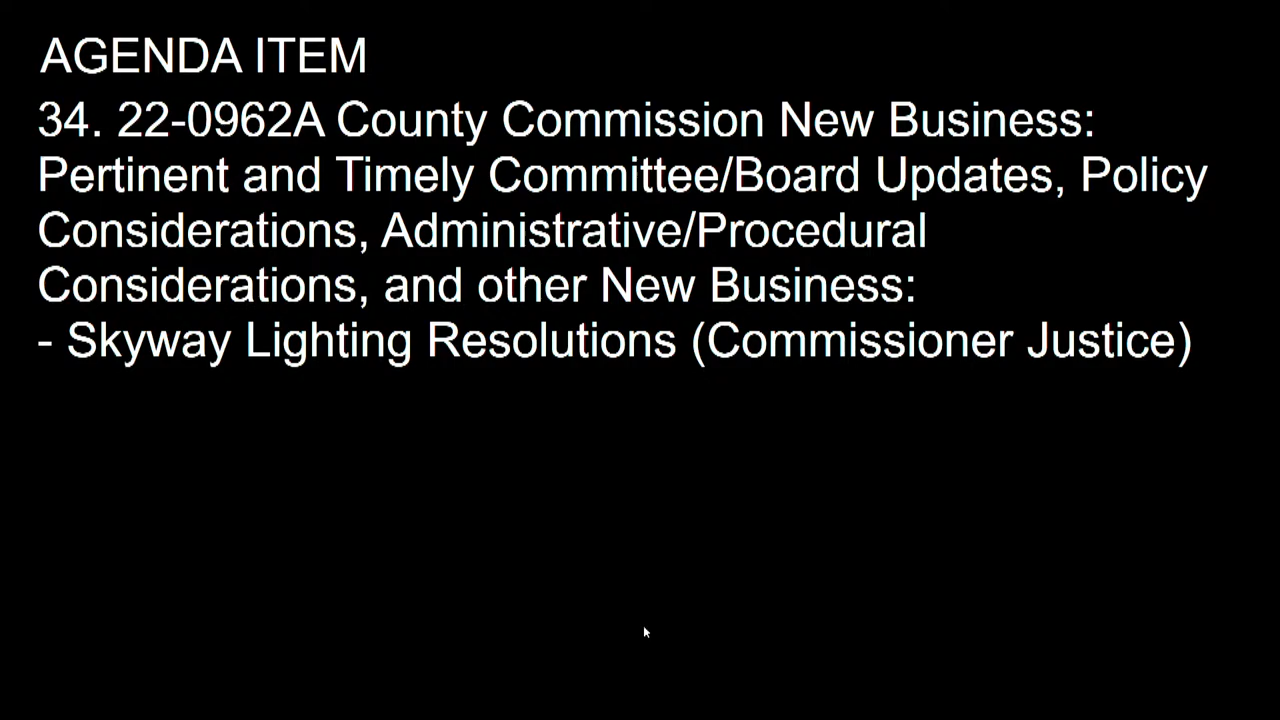 AGENDA ITEM
34. 22-0962A County Commission New Business:
Pertinent and Timely Committee/Board Updates, Policy
Considerations, Administrative/Procedural
Considerations, and other New Business:
- Skyway Lighting Resolutions (Commissioner Justice)